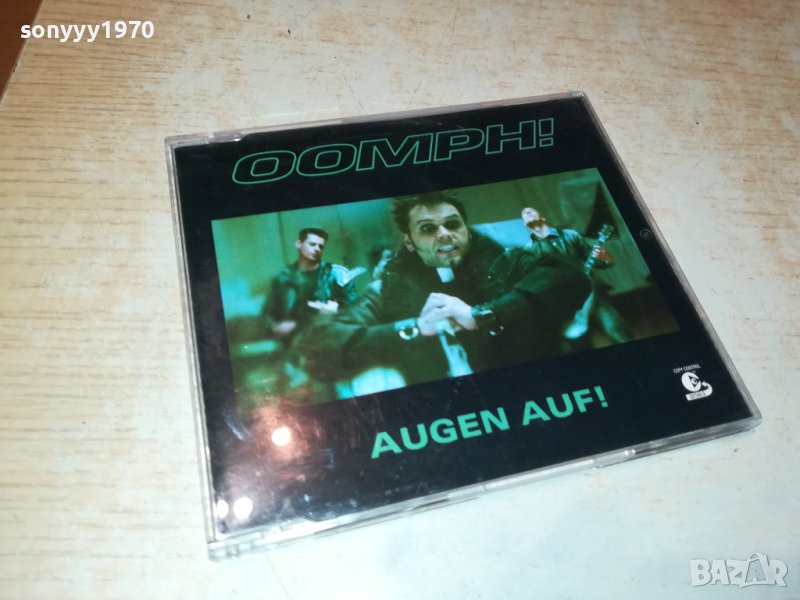 sonyyy1970
OOMPH!
AUGEN AUF!
COPY CONTROL
BAZAR